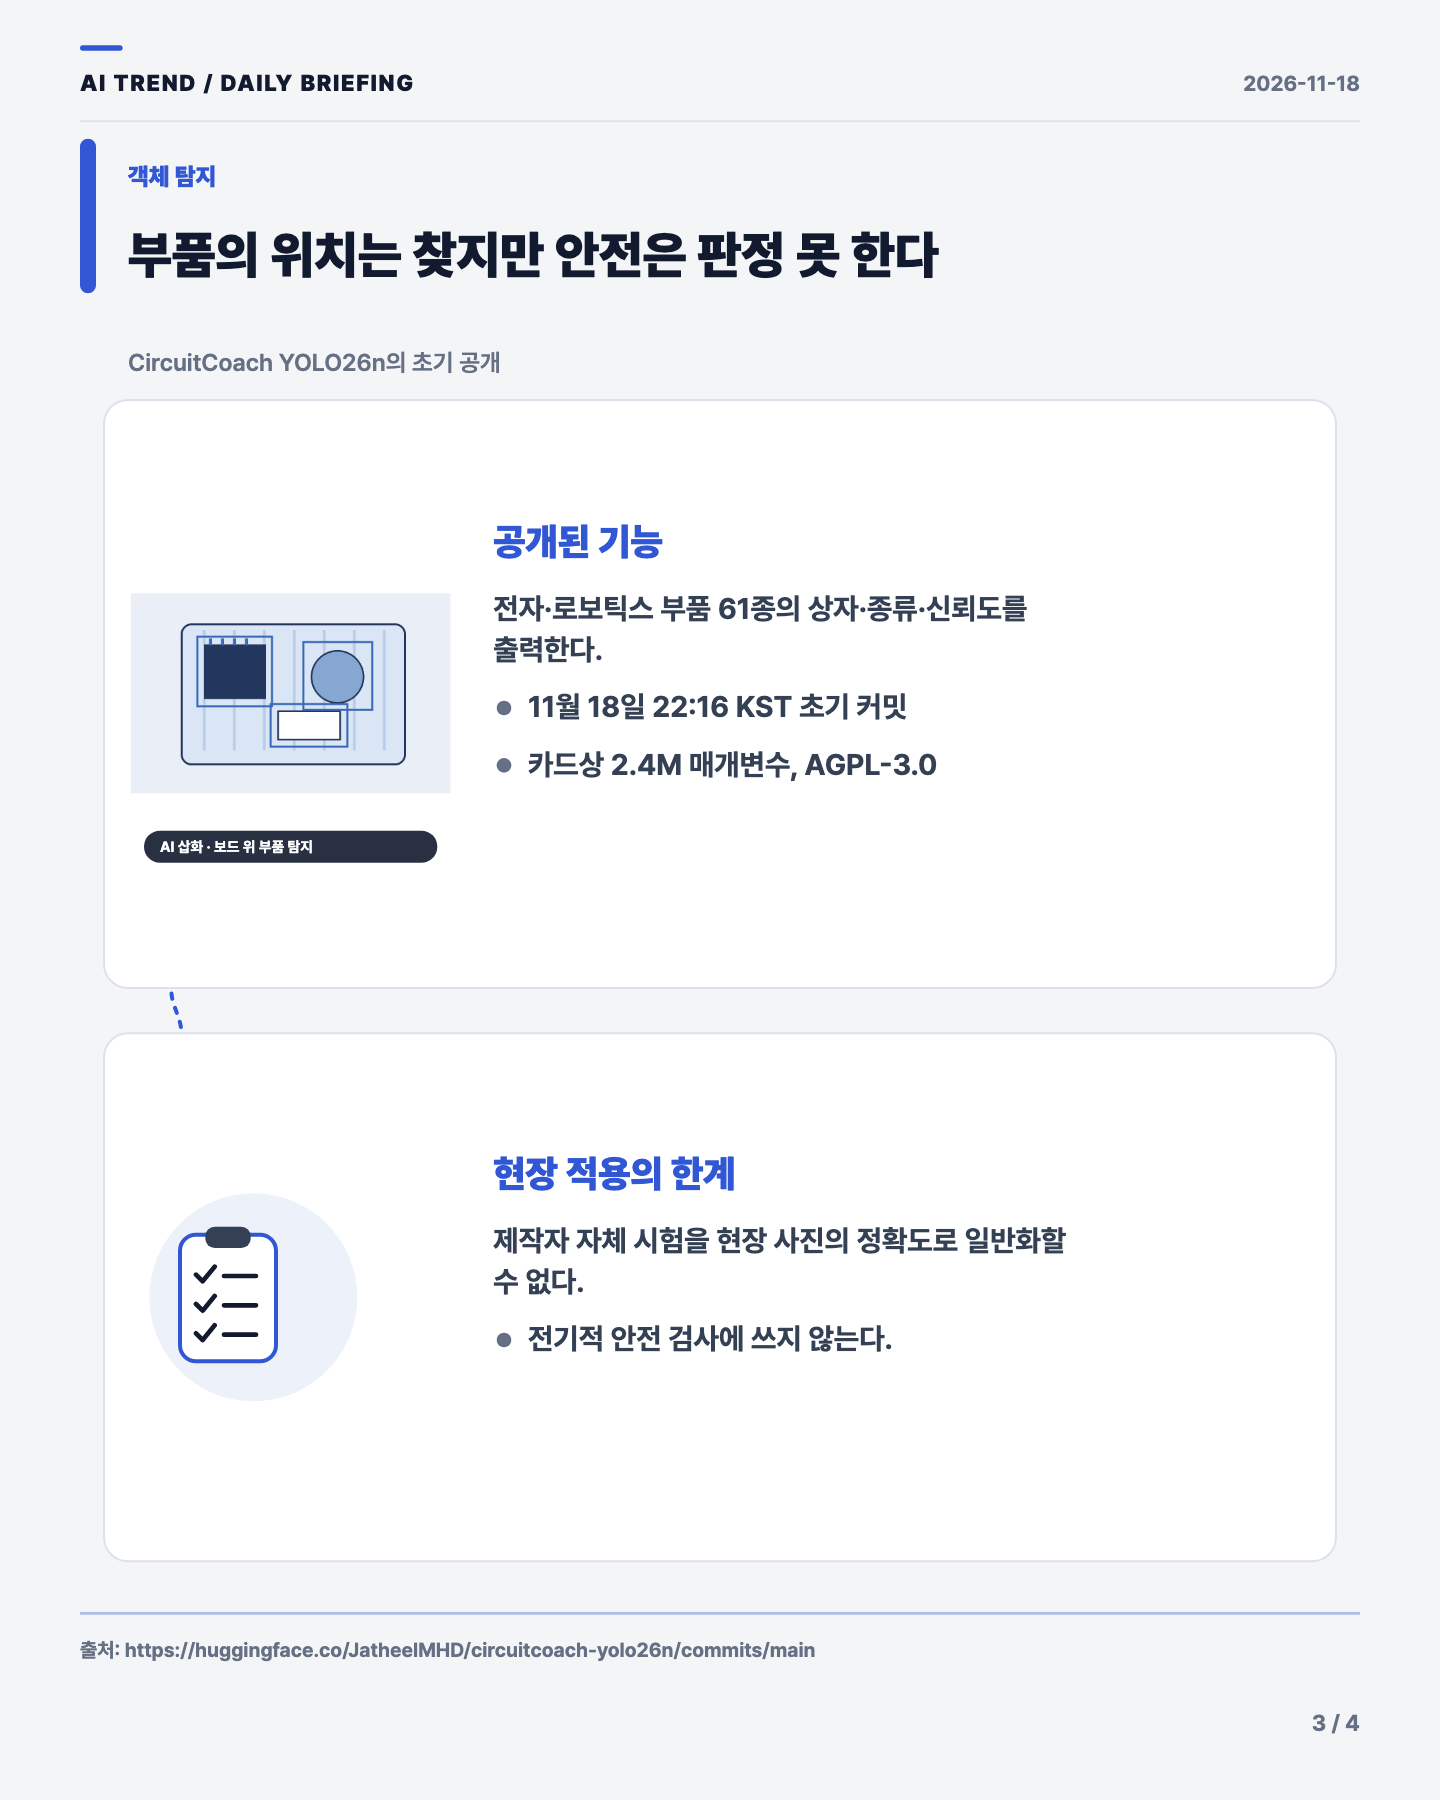 AI TREND / DAILY BRIEFING
2026-11-18
객체 탐지
부품의 위치는 찾지만 안전은 판정 못 한다
CircuitCoach YOLO26n의 초기 공개
공개된 기능
전자·로보틱스 부품 61종의 상자·종류·신뢰도를
출력한다.
● 11월 18일 22:16 KST 초기 커밋
● 카드상 2.4M 매개변수, AGPL-3.0
AI 삽화 · 보드 위 부품 탐지
현장 적용의 한계
제작자 자체 시험을 현장 사진의 정확도로 일반화할
수 없다.
● 전기적 안전 검사에 쓰지 않는다.
출처: https://huggingface.co/JatheelMHD/circuitcoach-yolo26n/commits/main
3 / 4